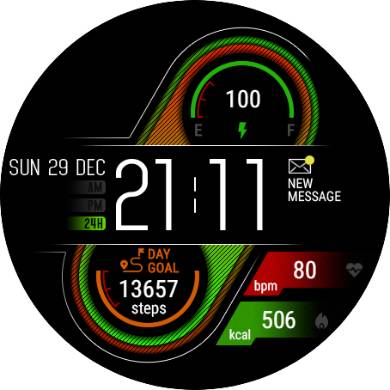 100
E F
SUN 29 DEC
AM
PM
24H
21:11
NEW
MESSAGE
DAY
GOAL
13657
steps
80
bpm
506
kcal